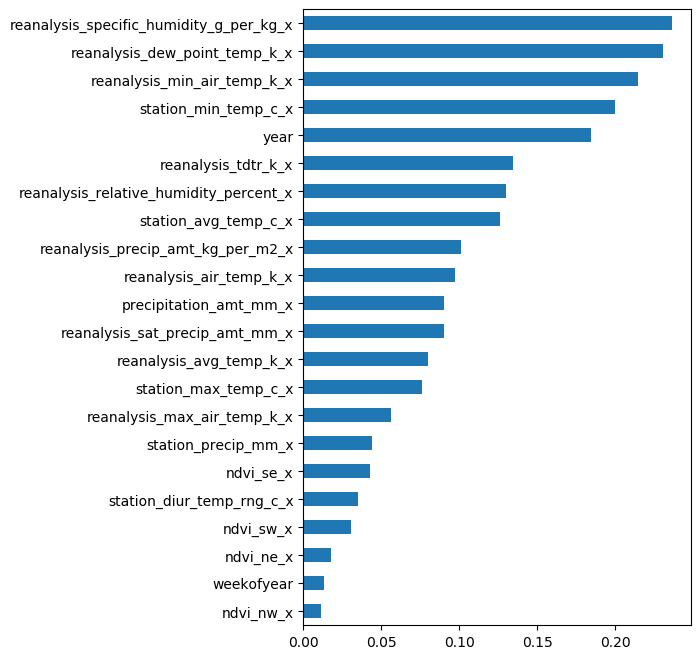 reanalysis_specific_humidity_g_per_kg_x
reanalysis_dew_point_temp_k_x
reanalysis_min_air_temp_k_x
station_min_temp_c_x
year
reanalysis_tdtr_k_x
reanalysis_relative_humidity_percent_x
station_avg_temp_c_x
reanalysis_precip_amt_kg_per_m2_x
reanalysis_air_temp_k_x
precipitation_amt_mm_x
reanalysis_sat_precip_amt_mm_x
reanalysis_avg_temp_k_x
station_max_temp_c_x
reanalysis_max_air_temp_k_x
station_precip_mm_x
ndvi_se_x
station_diur_temp_rng_c_x
ndvi_sw_x
ndvi_ne_x
weekofyear
ndvi_nw_x
0.00 0.05 0.10 0.15 0.20